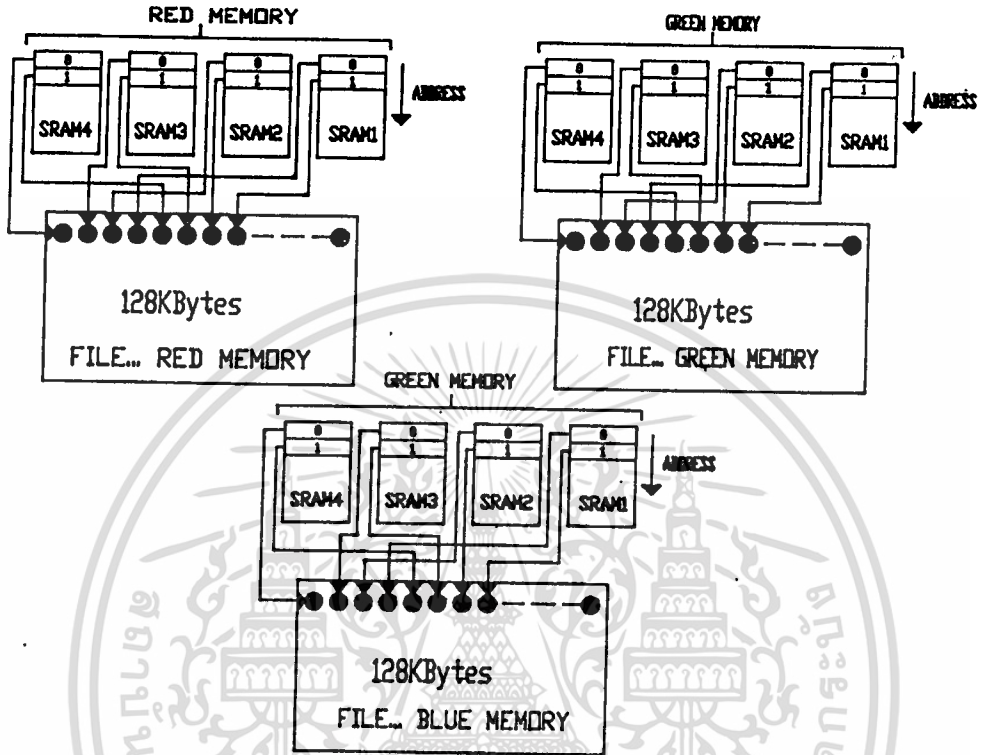 RED MEMORY
0 0 0 0
1 1 1 1
SRAM4 SRAM3 SRAM2 SRAM1
ADDRESS
128KBytes
FILE... RED MEMORY
GREEN MEMORY
0 0 0 0
1 1 1 1
SRAM4 SRAM3 SRAM2 SRAM1
ADDRESS
128KBytes
FILE... GREEN MEMORY
GREEN MEMORY
0 0 0 0
1 1 1 1
SRAM4 SRAM3 SRAM2 SRAM1
ADDRESS
128KBytes
FILE... BLUE MEMORY